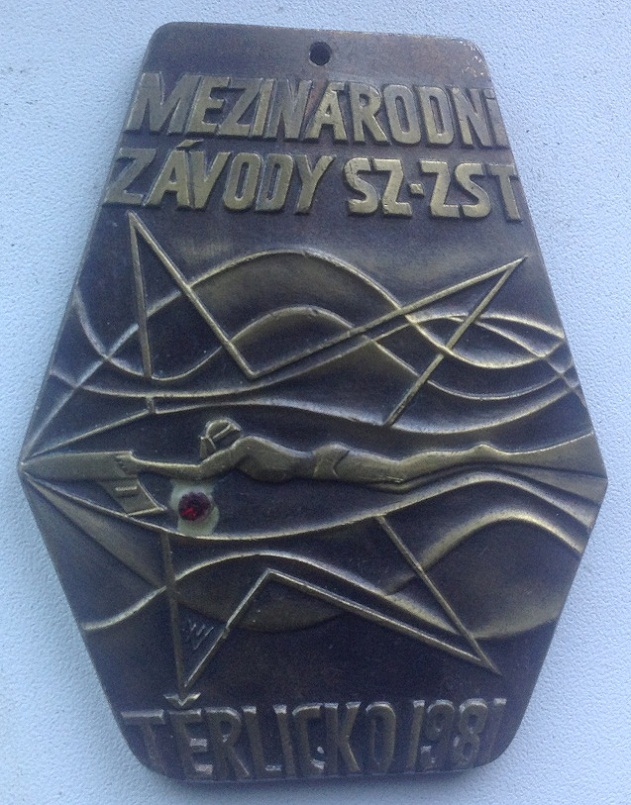 MEZINÁRODNÍ
ZÁVODY SZ-ZST
TĚRLICKO 1981